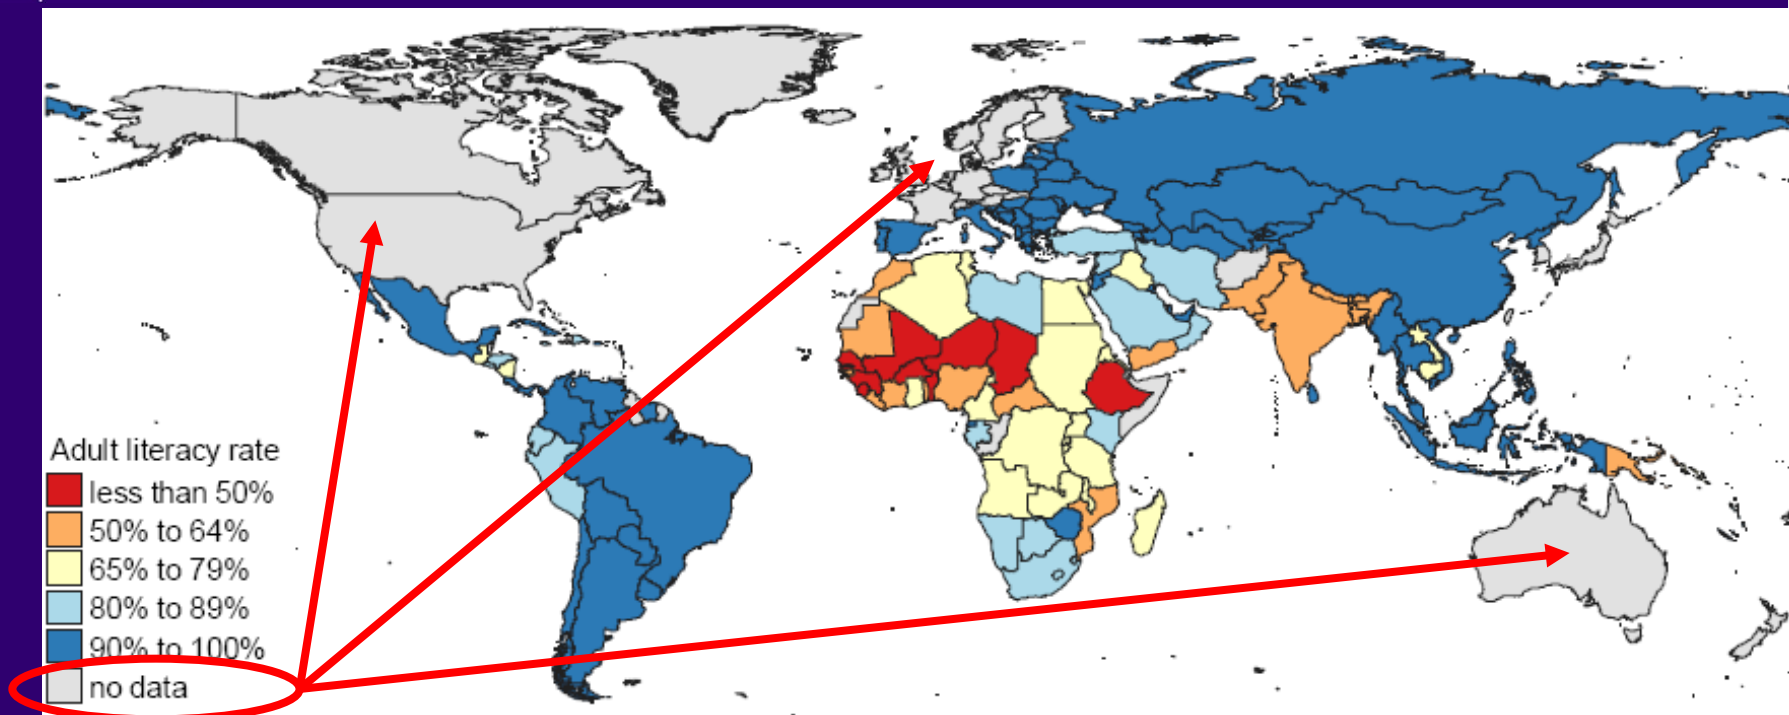 Adult literacy rate
less than 50%
50% to 64%
65% to 79%
80% to 89%
90% to 100%
no data